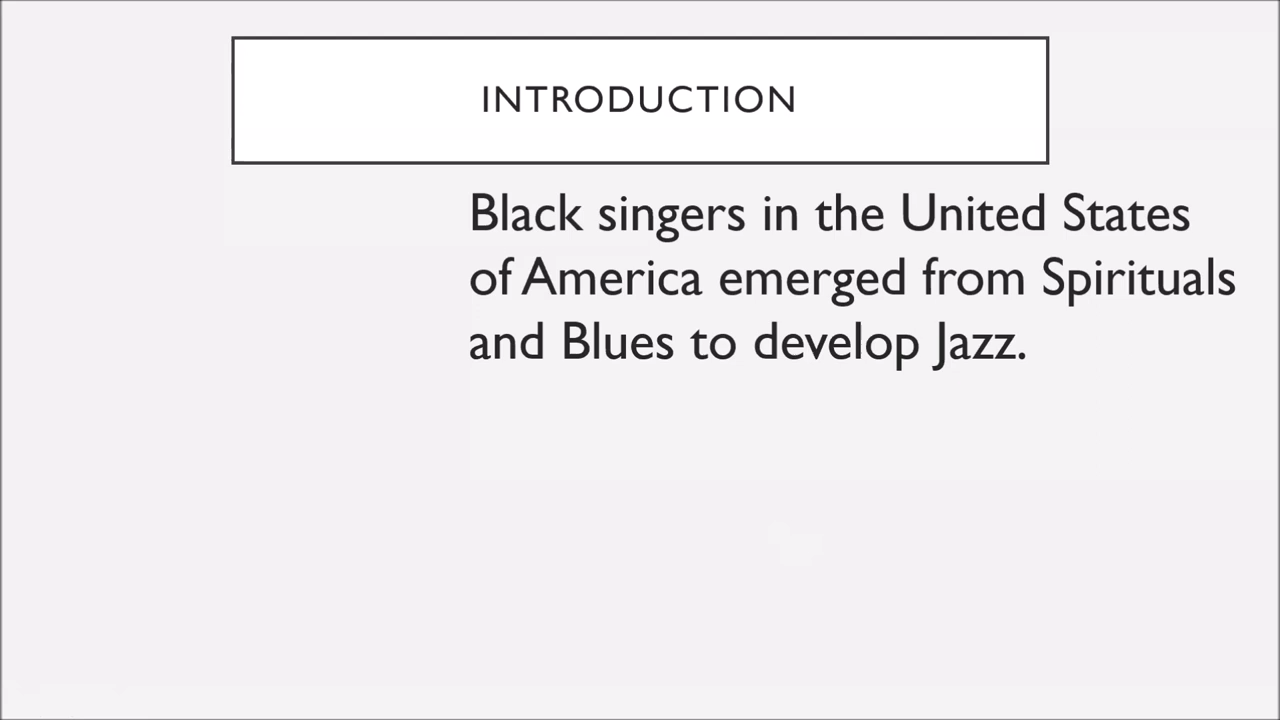 INTRODUCTION
Black singers in the United States
of America emerged from Spirituals
and Blues to develop Jazz.